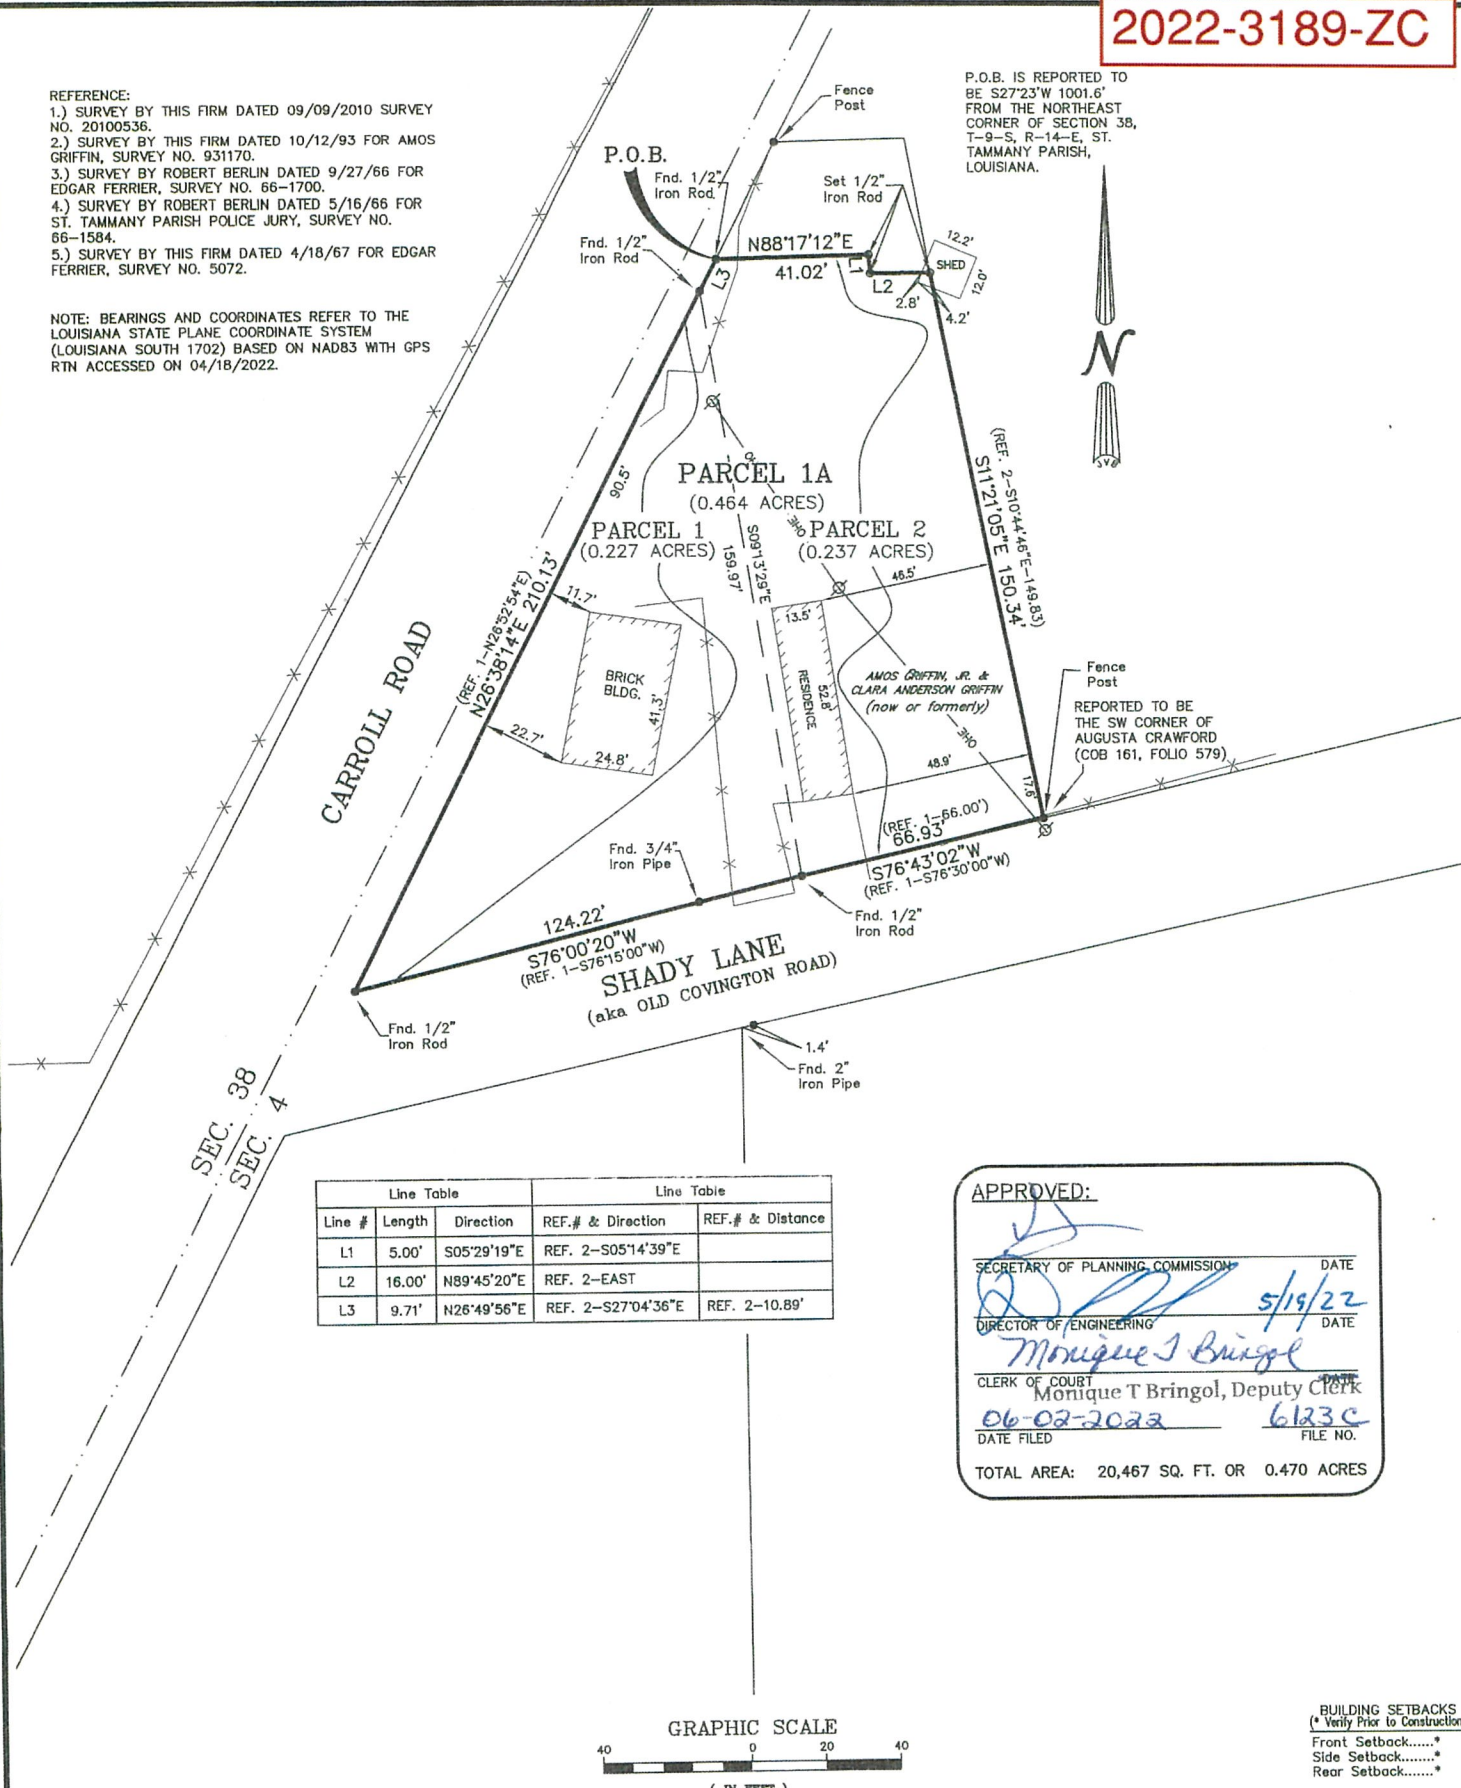 2022-3189-ZC
REFERENCE:
1.) SURVEY BY THIS FIRM DATED 09/09/2010 SURVEY
NO. 20100536.
2.) SURVEY BY THIS FIRM DATED 10/12/93 FOR AMOS
GRIFFIN, SURVEY NO. 931170.
3.) SURVEY BY ROBERT BERLIN DATED 9/27/66 FOR
EDGAR FERRIER, SURVEY NO. 66-1700.
4.) SURVEY BY ROBERT BERLIN DATED 5/16/66 FOR
ST. TAMMANY PARISH POLICE JURY, SURVEY NO.
66-1584.
5.) SURVEY BY THIS FIRM DATED 4/18/67 FOR EDGAR
FERRIER, SURVEY NO. 5072.
NOTE: BEARINGS AND COORDINATES REFER TO THE
LOUISIANA STATE PLANE COORDINATE SYSTEM
(LOUISIANA SOUTH 1702) BASED ON NAD83 WITH GPS
RTN ACCESSED ON 04/18/2022.
P.O.B. IS REPORTED TO
BE S27°23'W 1001.6'
FROM THE NORTHEAST
CORNER OF SECTION 38,
T-9-S, R-14-E, ST.
TAMMANY PARISH,
LOUISIANA.
Fence
Post
P.O.B.
Fnd. 1/2"
Iron Rod
Set 1/2"
Iron Rod
Fnd. 1/2"
Iron Rod
N88°17'12"E
41.02'
L1
L2
L3
12.2'
SHED
12.0'
2.8'
4.2'
N
90.5'
PARCEL 1A
(0.464 ACRES)
PARCEL 1
(0.227 ACRES)
PARCEL 2
(0.237 ACRES)
OHE
S09°13'29"E
159.97'
(REF. 2-S10°44'46"E-149.83)
S11°21'05"E 150.34'
46.5'
(REF. 1-N26°52'54"E)
N26°38'14"E 210.13'
11.7'
13.5'
CARROLL ROAD
BRICK
BLDG.
41.3'
24.8'
22.7'
RESIDENCE
52.8'
AMOS GRIFFIN, JR. &
CLARA ANDERSON GRIFFIN
(now or formerly)
OHE
Fence
Post
REPORTED TO BE
THE SW CORNER OF
AUGUSTA CRAWFORD
(COB 161, FOLIO 579)
48.9'
17.6'
(REF. 1-66.00')
66.93'
S76°43'02"W
(REF. 1-S76°30'00"W)
Fnd. 3/4"
Iron Pipe
Fnd. 1/2"
Iron Rod
124.22'
S76°00'20"W
(REF. 1-S76°15'00"W)
SHADY LANE
(aka OLD COVINGTON ROAD)
Fnd. 1/2"
Iron Rod
1.4'
Fnd. 2"
Iron Pipe
SEC. 38
SEC. 4
Line Table Line Table
Line # Length Direction REF.# & Direction REF.# & Distance
L1 5.00' S05°29'19"E REF. 2-S05°14'39"E
L2 16.00' N89°45'20"E REF. 2-EAST
L3 9.71' N26°49'56"E REF. 2-S27°04'36"E REF. 2-10.89'
APPROVED:
SECRETARY OF PLANNING COMMISSION DATE
5/19/22
DIRECTOR OF ENGINEERING DATE
Monique T Bringol
CLERK OF COURT DATE
Monique T Bringol, Deputy Clerk
06-02-2022 6123 C
DATE FILED FILE NO.
TOTAL AREA: 20,467 SQ. FT. OR 0.470 ACRES
GRAPHIC SCALE
40 0 20 40
( IN FEET )
BUILDING SETBACKS
(* Verify Prior to Construction
Front Setback......*
Side Setback........*
Rear Setback.......*